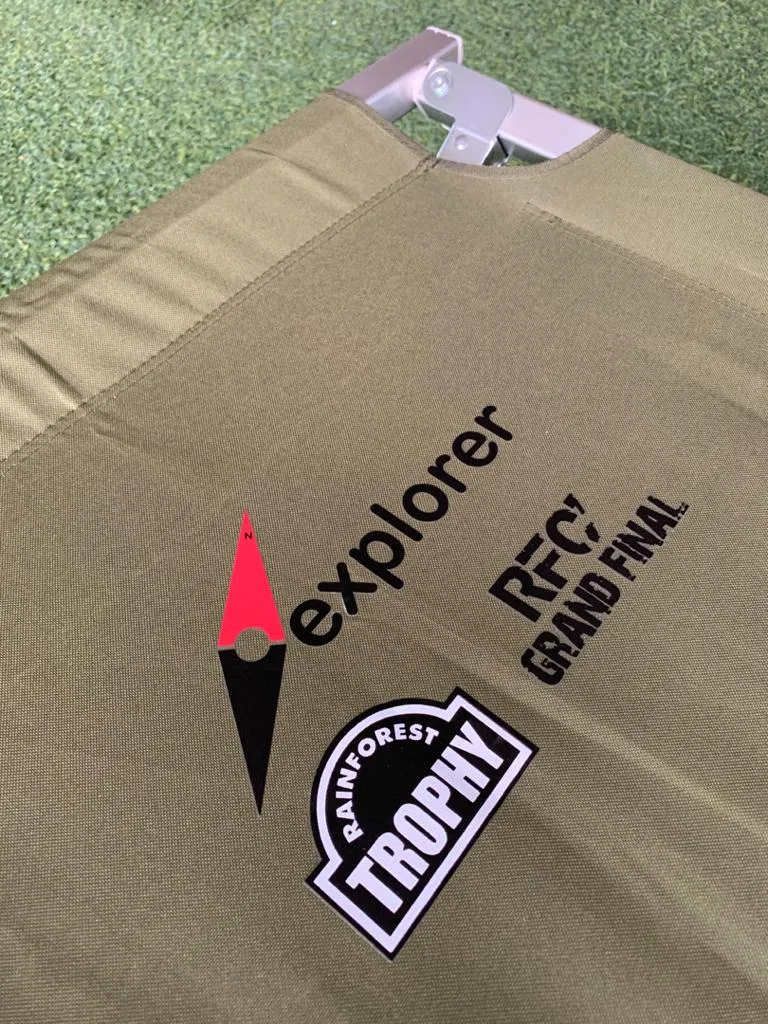 N
explorer
RFC'
GRAND FINAL
RAINFOREST
TROPHY